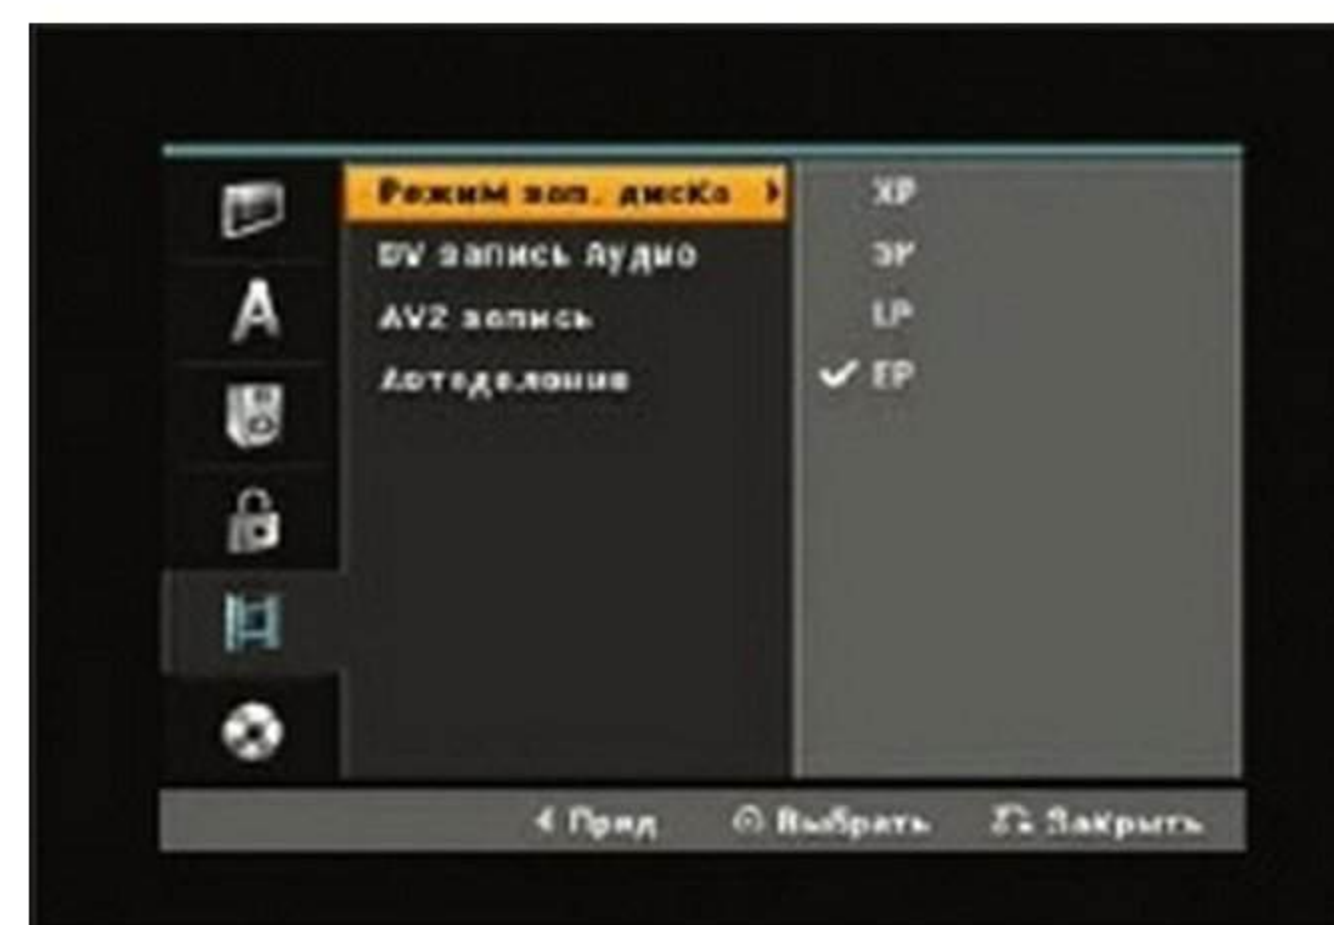 Режим зап. диска
XP
DV запись Аудио
SP
AV2 запись
LP
Автоделение
EP
Пред Выбрать Закрыть